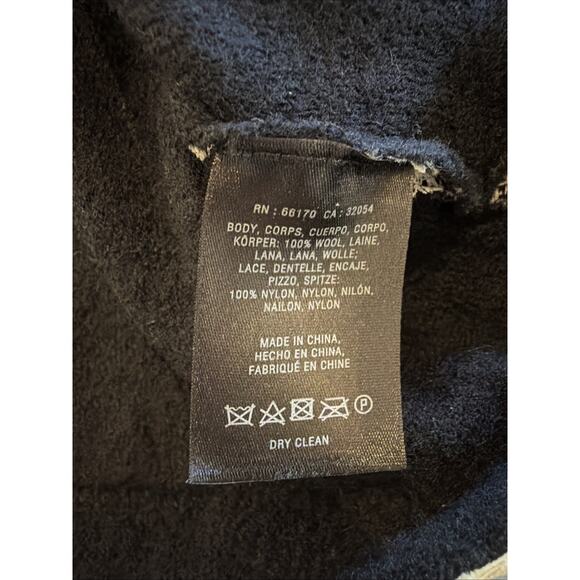 RN : 66170 CA : 32054
BODY, CORPS, CUERPO, CORPO,
KÖRPER: 100% WOOL, LAINE,
LANA, LANA, WOLLE;
LACE, DENTELLE, ENCAJE,
PIZZO, SPITZE:
100% NYLON, NYLON, NILÓN,
NAILON, NYLON
MADE IN CHINA,
HECHO EN CHINA,
FABRIQUÉ EN CHINE
P
DRY CLEAN